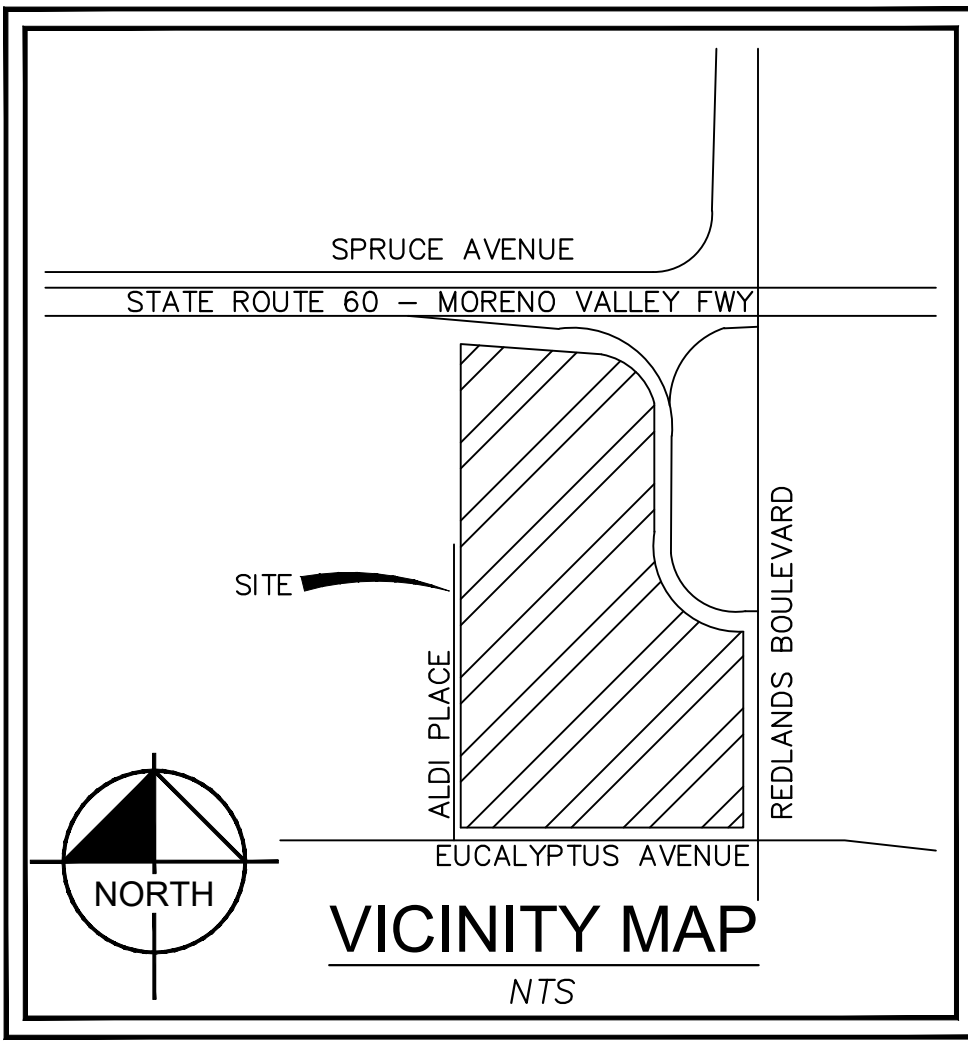 SPRUCE AVENUE
STATE ROUTE 60 – MORENO VALLEY FWY
SITE
ALDI PLACE
REDLANDS BOULEVARD
EUCALYPTUS AVENUE
NORTH
VICINITY MAP
NTS